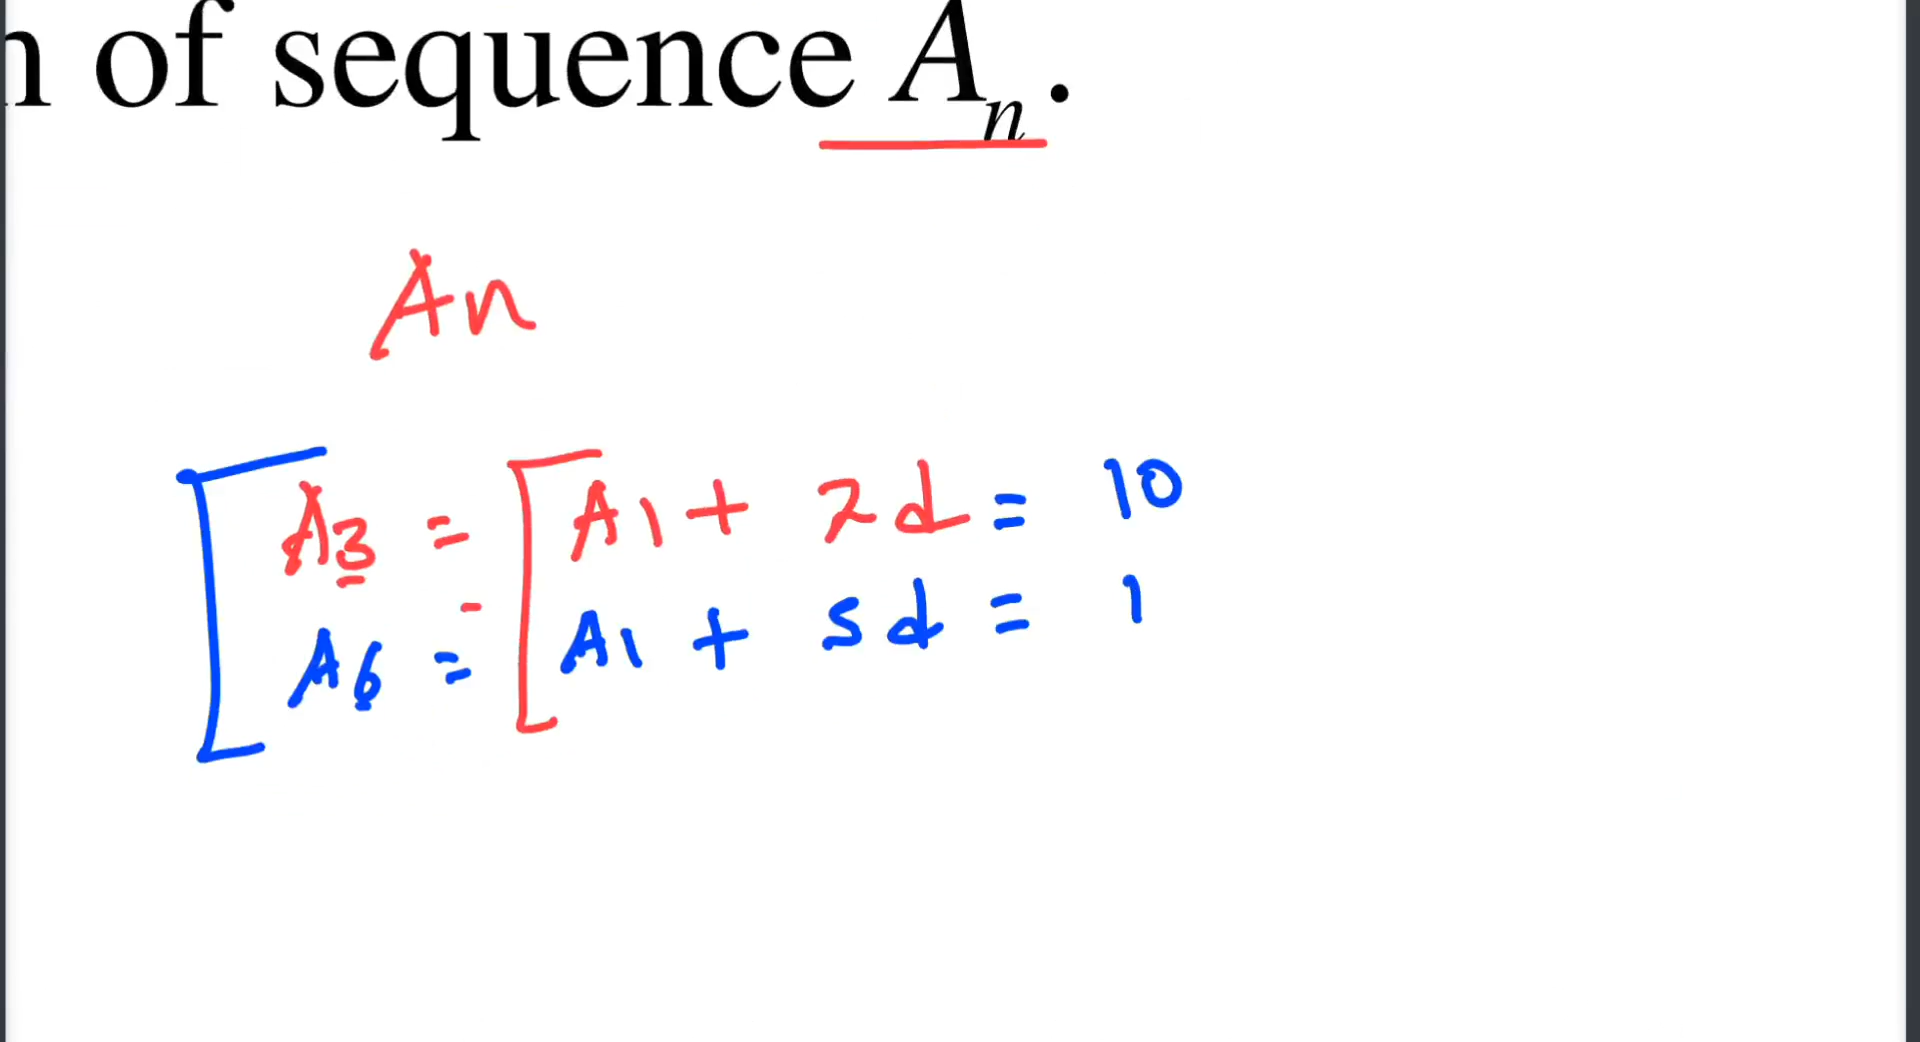 n of sequence Aₙ.
An
A3 = A1 + 2d = 10
A6 = A1 + 5d = 1